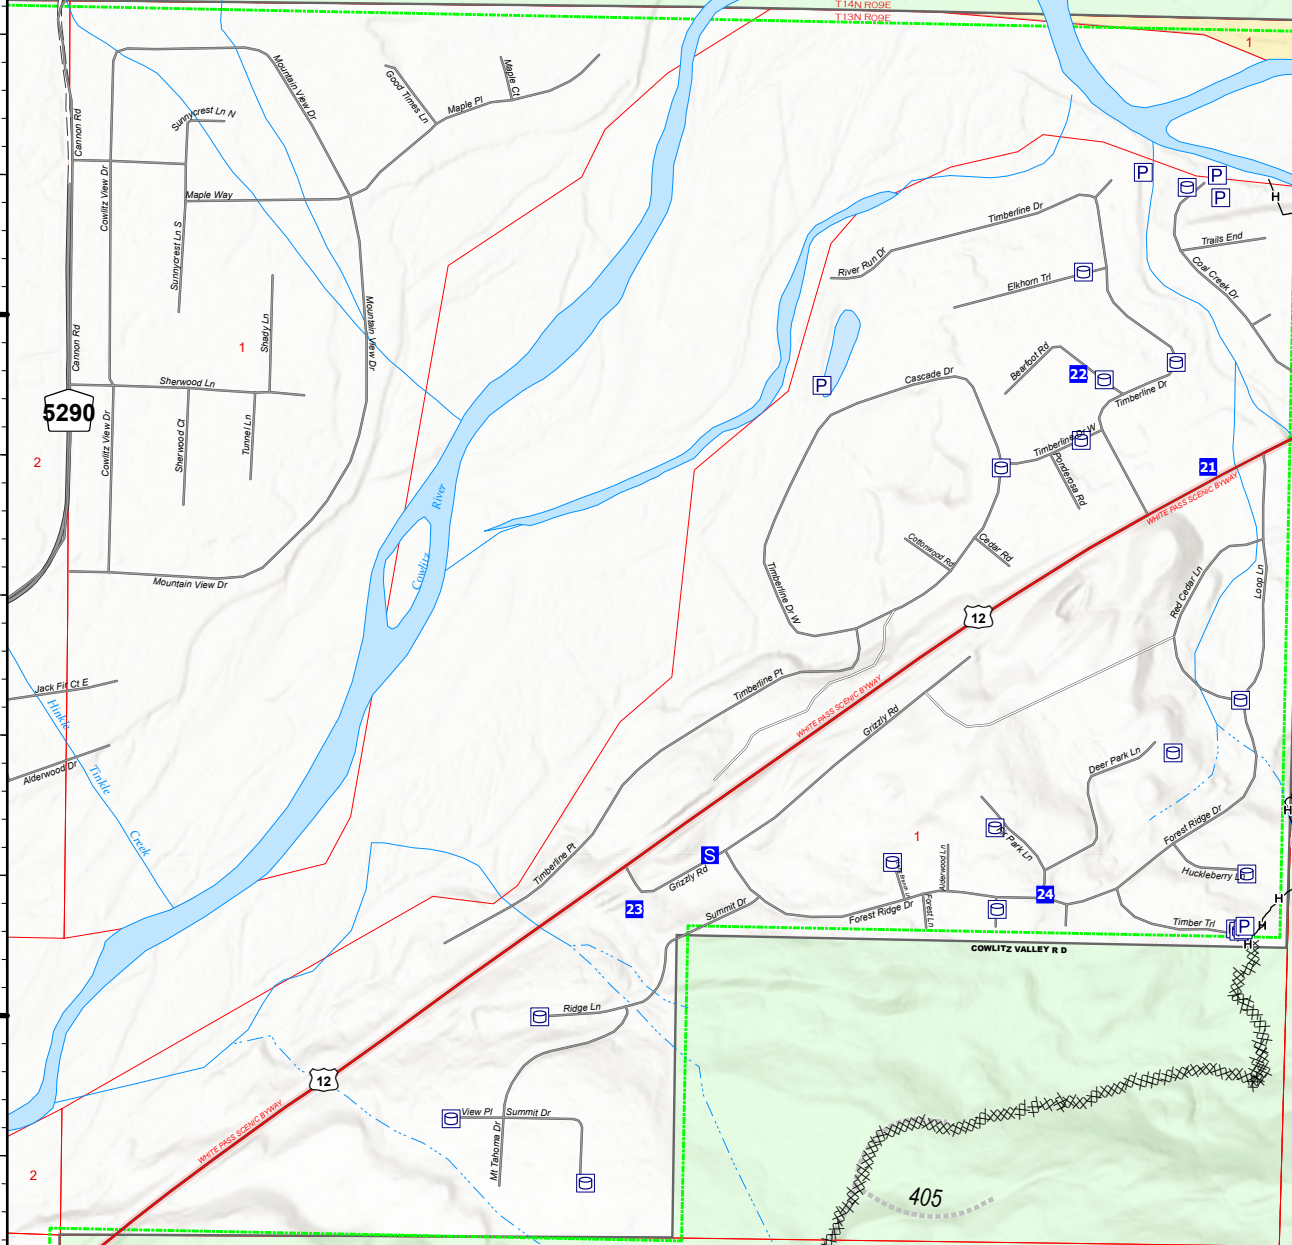 T14N R09E
T13N R09E
1
Mountain View Dr
Good Times Ln
Maple Ct
Maple Pl
Cannon Rd
Sunnycrest Ln N
Cowlitz View Dr
Maple Way
Sunnycrest Ln S
P
P
P
H
Timberline Dr
Trails End
River Run Dr
Coal Creek Dr
Elkhorn Trl
Mountain View Dr
Shady Ln
Cannon Rd
1
Bearfoot Rd
22
Sherwood Ln
Cascade Dr
P
Timberline Dr
5290
Cowlitz View Dr
Sherwood Ct
Tunnel Ln
Timberline Dr W
2
21
Ponderosa Rd
WHITE PASS SCENIC BYWAY
River
Cowlitz
Cottonwood Rd
Cedar Rd
Mountain View Dr
Timberline Dr W
Red Cedar Ln
Loop Ln
12
Jack Fit Ct E
Timberline Pt
WHITE PASS SCENIC BYWAY
Hinkle
Grizzly Rd
Alderwood Dr
Tinkle
Deer Park Ln
H
Creek
Forest Ridge Dr
1
Park Ln
Timberline Pt
S
Grizzly Rd
Alderwood Ln
Huckleberry Ln
24
H
23
Summit Dr
Forest Ridge Dr
Forest Ln
Timber Trl
P
H
H
COWLITZ VALLEY R D
Ridge Ln
12
View Pl
Summit Dr
WHITE PASS SCENIC BYWAY
Mt Tahoma Dr
2
405